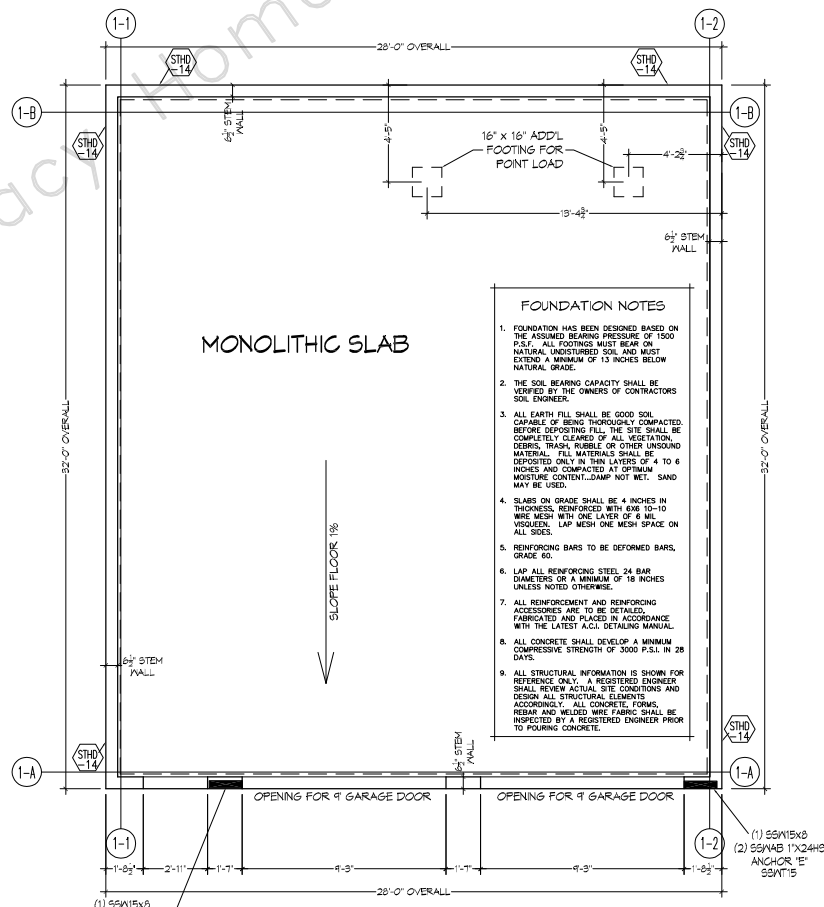 1-1
1-2
28'-0" OVERALL
STHD
-14
STHD
-14
1-B
1-B
STHD
-14
STHD
-14
6½" STEM
WALL
4'-5"
4'-5"
16" x 16" ADD'L
FOOTING FOR
POINT LOAD
4'-2¾"
13'-4¾"
6½" STEM
WALL
acy Home
MONOLITHIC SLAB
32'-0" OVERALL
32'-0" OVERALL
SLOPE FLOOR 1%
FOUNDATION NOTES
1. FOUNDATION HAS BEEN DESIGNED BASED ON
THE ASSUMED BEARING PRESSURE OF 1500
P.S.F. ALL FOOTINGS MUST BEAR ON
NATURAL UNDISTURBED SOIL AND MUST
EXTEND A MINIMUM OF 13 INCHES BELOW
NATURAL GRADE.
2. THE SOIL BEARING CAPACITY SHALL BE
VERIFIED BY THE OWNERS OF CONTRACTORS
SOIL ENGINEER.
3. ALL EARTH FILL SHALL BE GOOD SOIL
CAPABLE OF BEING THOROUGHLY COMPACTED.
BEFORE DEPOSITING FILL, THE SITE SHALL BE
COMPLETELY CLEARED OF ALL VEGETATION,
DEBRIS, TRASH, RUBBLE OR OTHER UNSOUND
MATERIAL. FILL MATERIALS SHALL BE
DEPOSITED ONLY IN THIN LAYERS OF 4 TO 6
INCHES AND COMPACTED AT OPTIMUM
MOISTURE CONTENT...DAMP NOT WET. SAND
MAY BE USED.
4. SLABS ON GRADE SHALL BE 4 INCHES IN
THICKNESS, REINFORCED WITH 6X6 10-10
WIRE MESH WITH ONE LAYER OF 6 MIL
VISQUEEN. LAP MESH ONE MESH SPACE ON
ALL SIDES.
5. REINFORCING BARS TO BE DEFORMED BARS,
GRADE 60.
6. LAP ALL REINFORCING STEEL 24 BAR
DIAMETERS OR A MINIMUM OF 18 INCHES
UNLESS NOTED OTHERWISE.
7. ALL REINFORCEMENT AND REINFORCING
ACCESSORIES ARE TO BE DETAILED,
FABRICATED AND PLACED IN ACCORDANCE
WITH THE LATEST A.C.I. DETAILING MANUAL.
8. ALL CONCRETE SHALL DEVELOP A MINIMUM
COMPRESSIVE STRENGTH OF 3000 P.S.I. IN 28
DAYS.
9. ALL STRUCTURAL INFORMATION IS SHOWN FOR
REFERENCE ONLY. A REGISTERED ENGINEER
SHALL REVIEW ACTUAL SITE CONDITIONS AND
DESIGN ALL STRUCTURAL ELEMENTS
ACCORDINGLY. ALL CONCRETE, FORMS,
REBAR AND WELDED WIRE FABRIC SHALL BE
INSPECTED BY A REGISTERED ENGINEER PRIOR
TO POURING CONCRETE.
6½" STEM
WALL
6½" STEM
WALL
STHD
-14
STHD
-14
1-A
1-A
OPENING FOR 9' GARAGE DOOR
OPENING FOR 9' GARAGE DOOR
1-1
1-2
(1) SSW15x8
(2) SSWAB 1"X24HS
ANCHOR "E"
SSWT15
1'-8½"
2'-11"
1'-7"
9'-3"
1'-7"
9'-3"
1'-8½"
28'-0" OVERALL
(1) SSW15x8